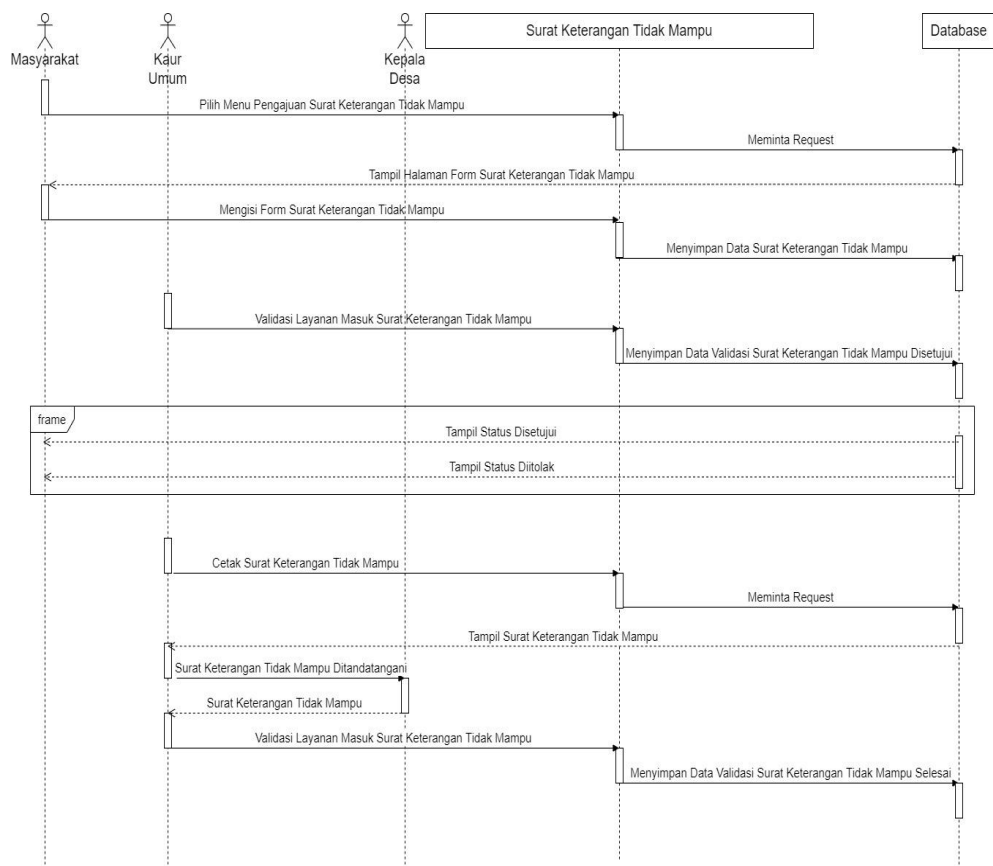 Masyarakat
Kaur
Umum
Kepala
Desa
Surat Keterangan Tidak Mampu
Database
Pilih Menu Pengajuan Surat Keterangan Tidak Mampu
Meminta Request
Tampil Halaman Form Surat Keterangan Tidak Mampu
Mengisi Form Surat Keterangan Tidak Mampu
Menyimpan Data Surat Keterangan Tidak Mampu
Validasi Layanan Masuk Surat Keterangan Tidak Mampu
Menyimpan Data Validasi Surat Keterangan Tidak Mampu Disetujui
frame
Tampil Status Disetujui
Tampil Status Diitolak
Cetak Surat Keterangan Tidak Mampu
Meminta Request
Tampil Surat Keterangan Tidak Mampu
Surat Keterangan Tidak Mampu Ditandatangani
Surat Keterangan Tidak Mampu
Validasi Layanan Masuk Surat Keterangan Tidak Mampu
Menyimpan Data Validasi Surat Keterangan Tidak Mampu Selesai